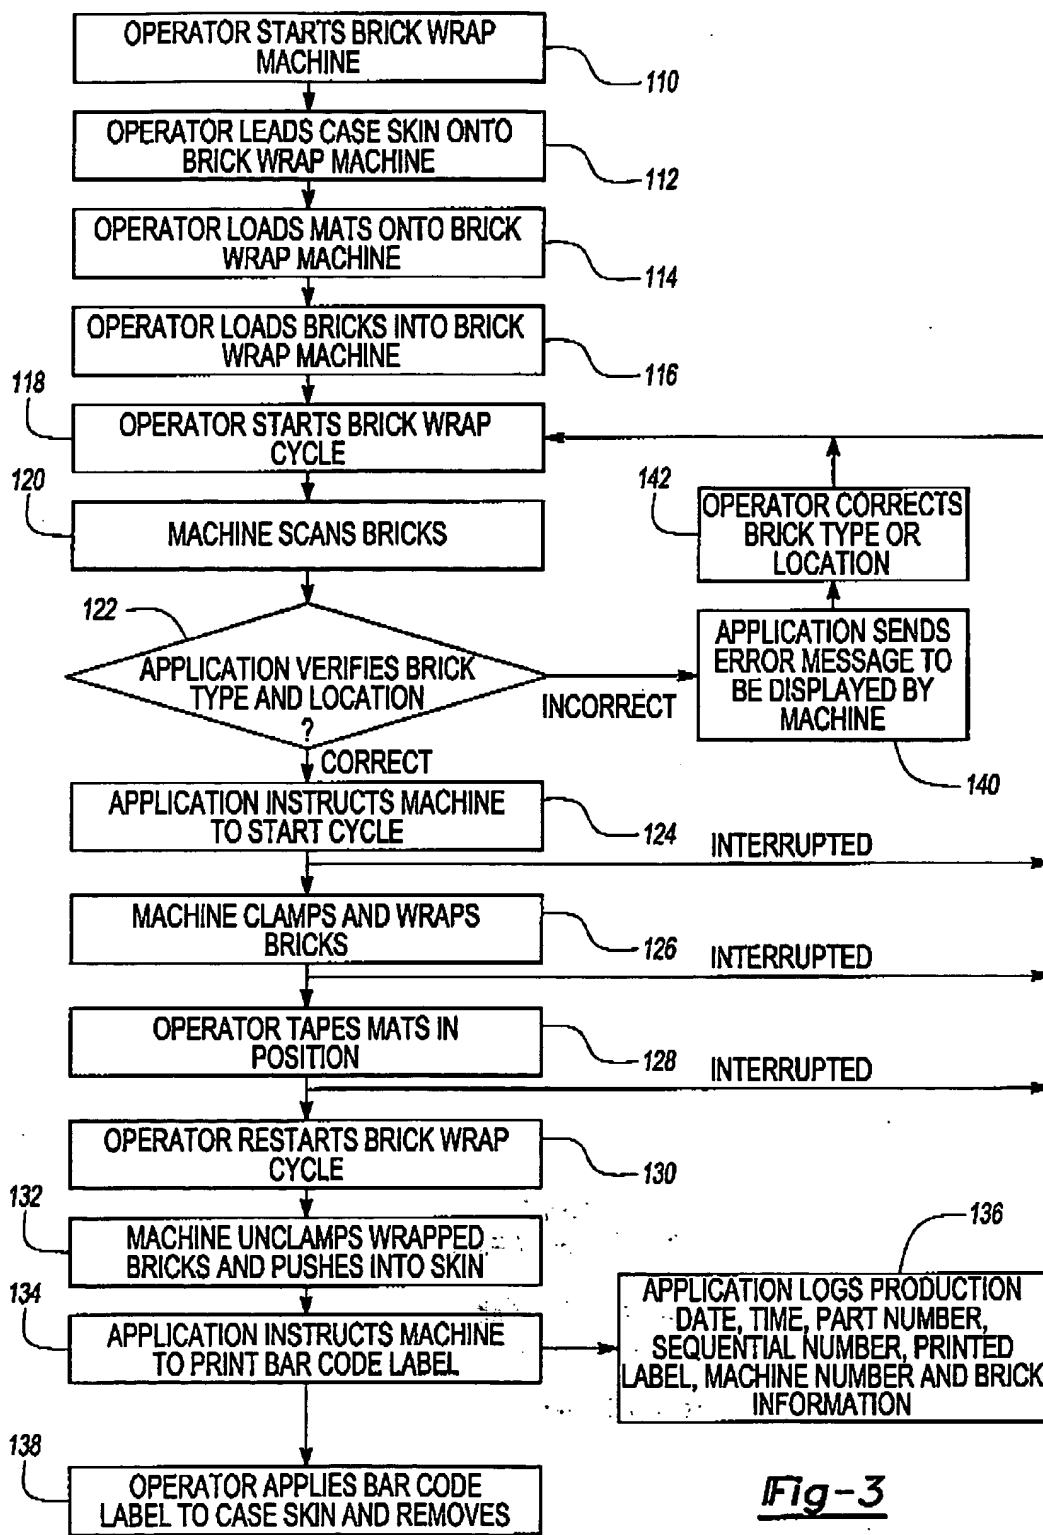 OPERATOR STARTS BRICK WRAP
MACHINE
110
OPERATOR LEADS CASE SKIN ONTO
BRICK WRAP MACHINE
112
OPERATOR LOADS MATS ONTO BRICK
WRAP MACHINE
114
OPERATOR LOADS BRICKS INTO BRICK
WRAP MACHINE
116
118
OPERATOR STARTS BRICK WRAP
CYCLE
120
MACHINE SCANS BRICKS
142
OPERATOR CORRECTS
BRICK TYPE OR
LOCATION
122
APPLICATION VERIFIES BRICK
TYPE AND LOCATION
?
INCORRECT
APPLICATION SENDS
ERROR MESSAGE TO
BE DISPLAYED BY
MACHINE
140
CORRECT
APPLICATION INSTRUCTS MACHINE
TO START CYCLE
124
INTERRUPTED
MACHINE CLAMPS AND WRAPS
BRICKS
126
INTERRUPTED
OPERATOR TAPES MATS IN
POSITION
128
INTERRUPTED
OPERATOR RESTARTS BRICK WRAP
CYCLE
130
132
MACHINE UNCLAMPS WRAPPED
BRICKS AND PUSHES INTO SKIN
134
APPLICATION INSTRUCTS MACHINE
TO PRINT BAR CODE LABEL
136
APPLICATION LOGS PRODUCTION
DATE, TIME, PART NUMBER,
SEQUENTIAL NUMBER, PRINTED
LABEL, MACHINE NUMBER AND BRICK
INFORMATION
138
OPERATOR APPLIES BAR CODE
LABEL TO CASE SKIN AND REMOVES
Fig-3